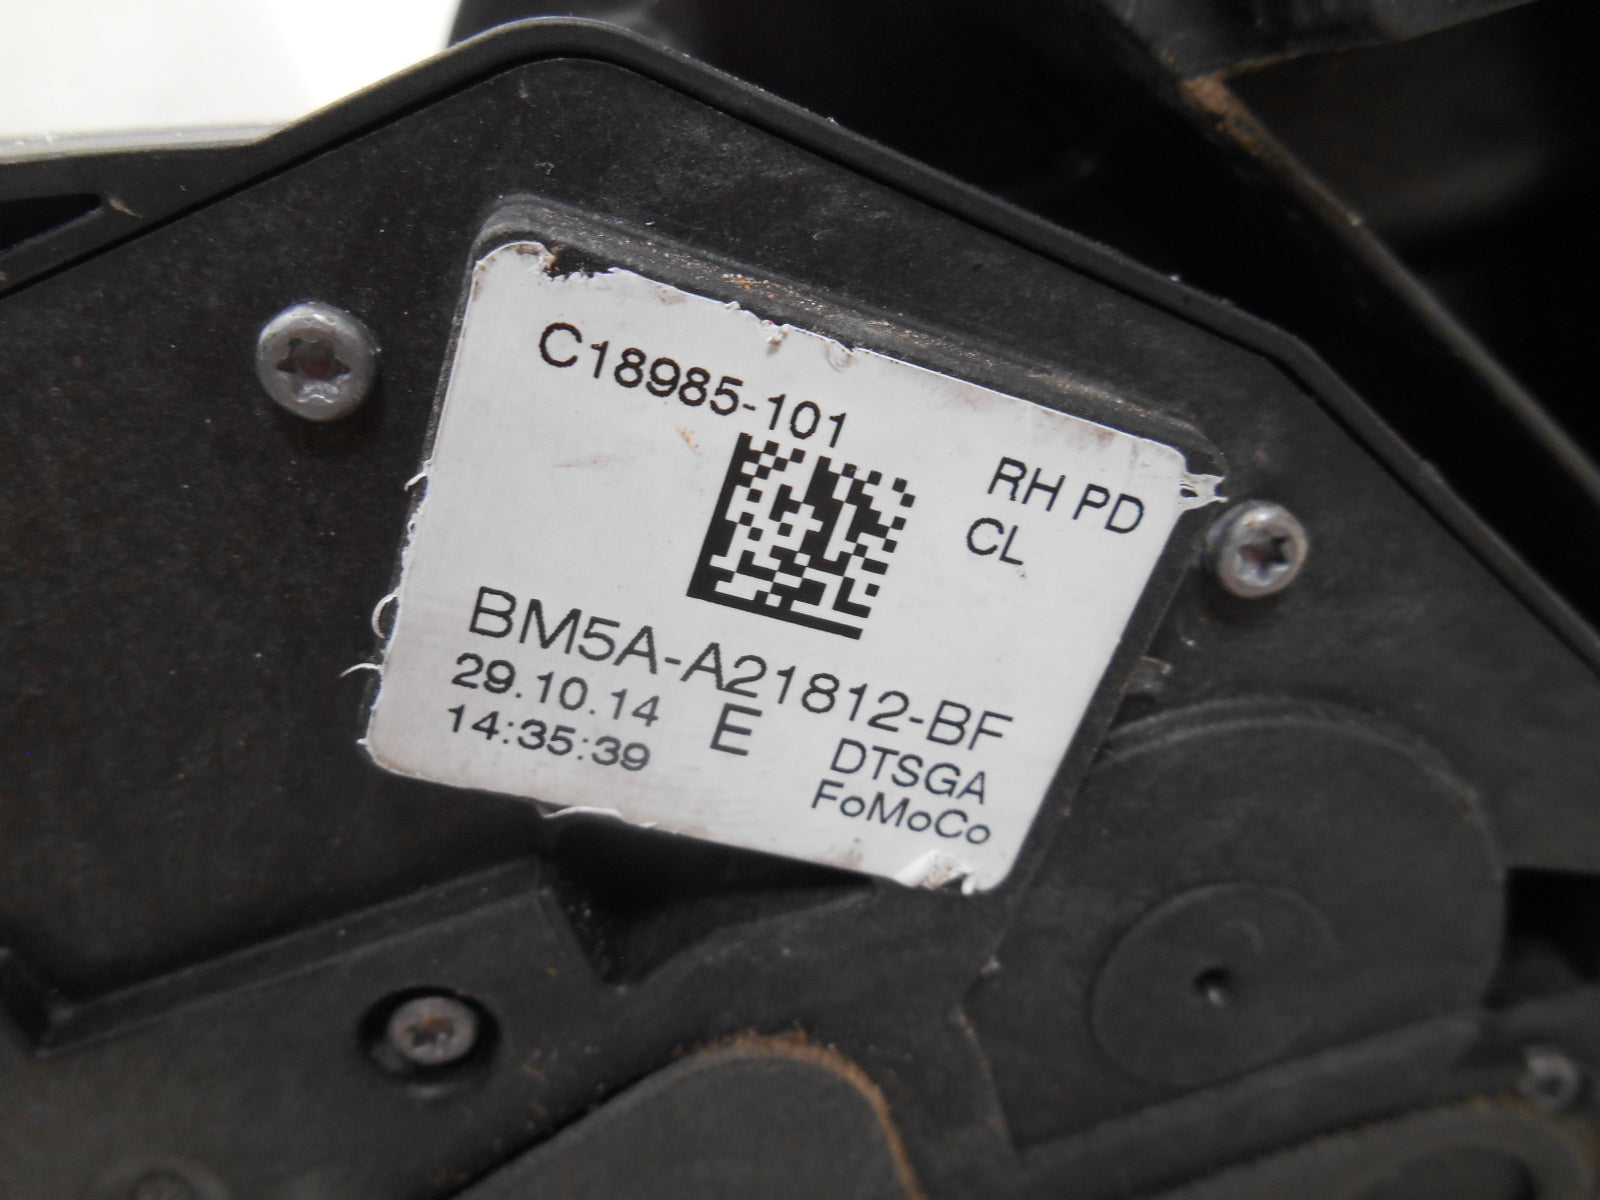 C18985-101
RH PD
CL
BM5A-A21812-BF
29.10.14
E
DTSGA
14:35:39
FoMoCo